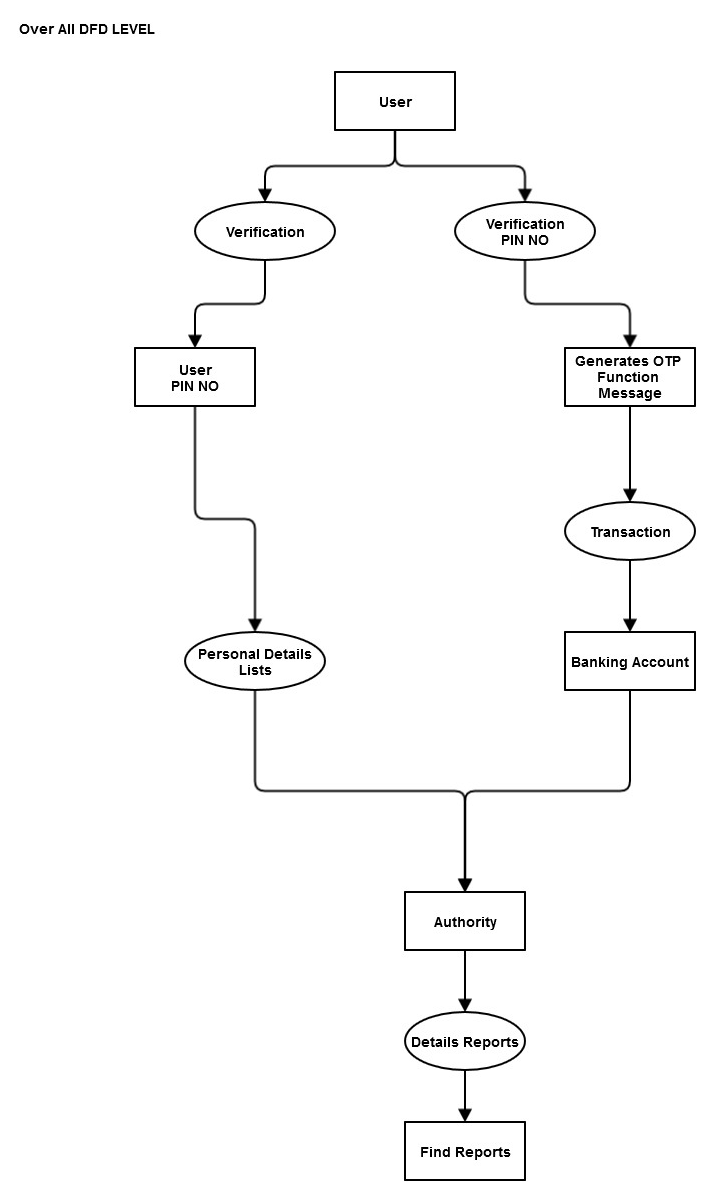 Over All DFD LEVEL
User
Verification
Verification
PIN NO
User
PIN NO
Generates OTP
Function
Message
Transaction
Personal Details
Lists
Banking Account
Authority
Details Reports
Find Reports